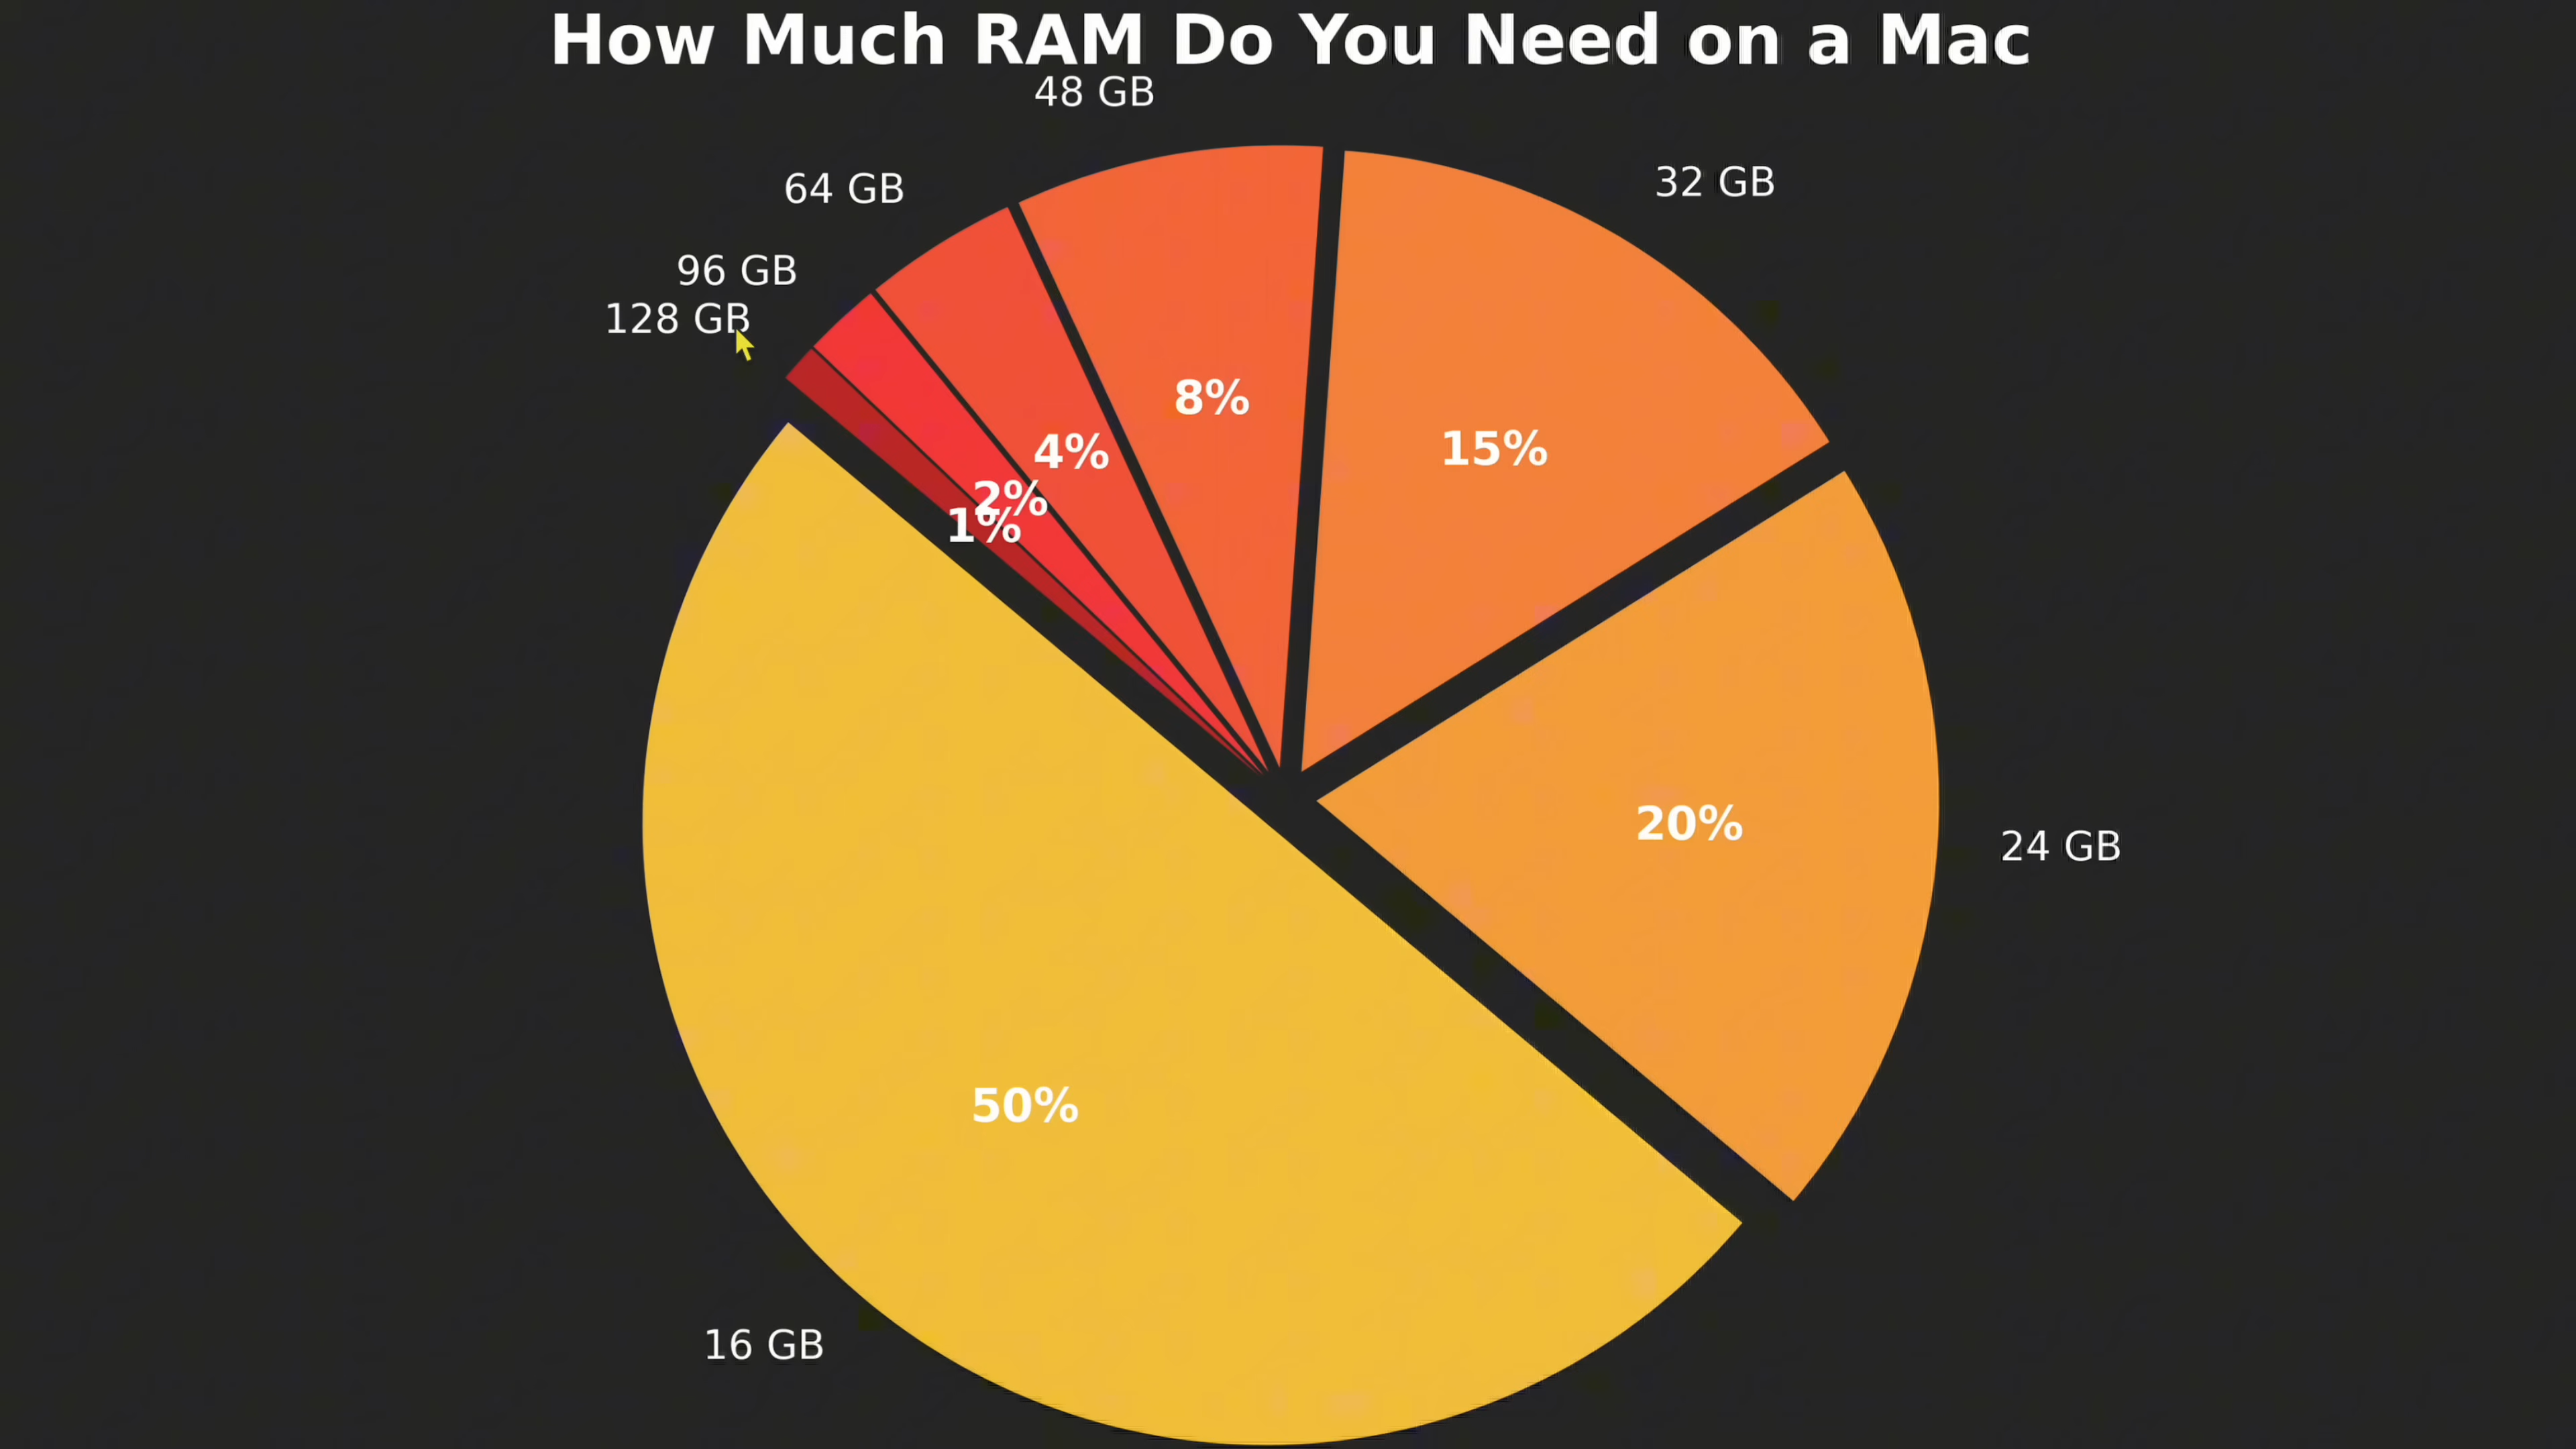 How Much RAM Do You Need on a Mac
48 GB
32 GB
64 GB
96 GB
128 GB
8%
15%
4%
2%
1%
20%
24 GB
50%
16 GB